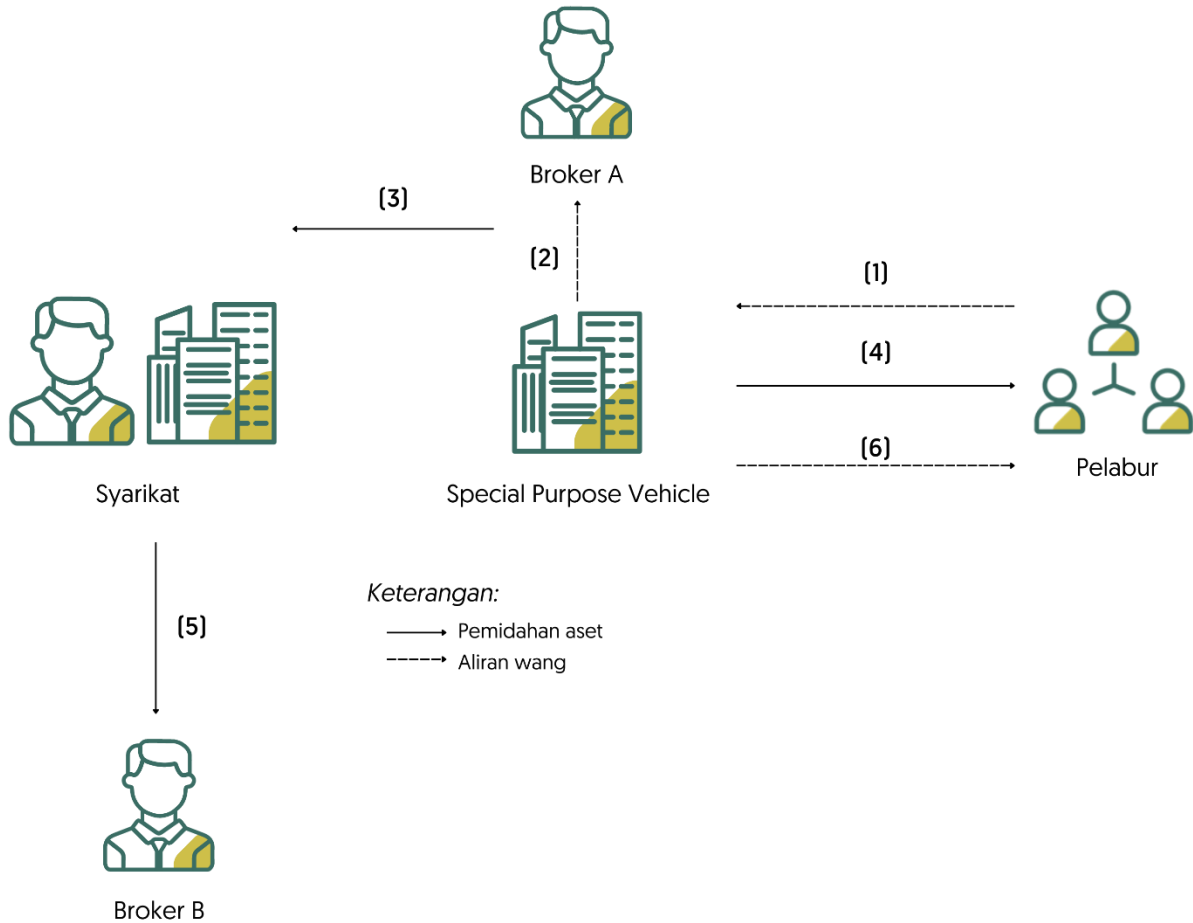 Broker A
(3)
(2)
(1)
(4)
(6)
Pelabur
Syarikat
Special Purpose Vehicle
Keterangan:
Pemidahan aset
Aliran wang
(5)
Broker B